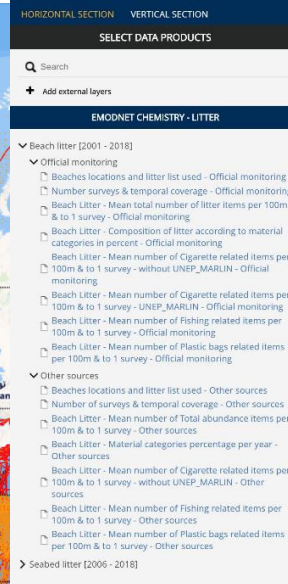 HORIZONTAL SECTION VERTICAL SECTION
SELECT DATA PRODUCTS
Search
+ Add external layers
EMODNET CHEMISTRY - LITTER
Beach litter [2001 - 2018]
Official monitoring
Beaches locations and litter list used - Official monitoring
Number surveys & temporal coverage - Official monitoring
Beach Litter - Mean total number of litter items per 100m
& to 1 survey - Official monitoring
Beach Litter - Composition of litter according to material
categories in percent - Official monitoring
Beach Litter - Mean number of Cigarette related items per
100m & to 1 survey - without UNEP_MARLIN - Official
monitoring
Beach Litter - Mean number of Cigarette related items per
100m & to 1 survey - UNEP_MARLIN - Official monitoring
Beach Litter - Mean number of Fishing related items per
100m & to 1 survey - Official monitoring
Beach Litter - Mean number of Plastic bags related items
per 100m & to 1 survey - Official monitoring
Other sources
Beaches locations and litter list used - Other sources
Number of surveys & temporal coverage - Other sources
Beach Litter - Mean number of Total abundance items per
100m & to 1 survey - Other sources
Beach Litter - Material categories percentage per year -
Other sources
Beach Litter - Mean number of Cigarette related items per
100m & to 1 survey - without UNEP_MARLIN - Other
sources
Beach Litter - Mean number of Fishing related items per
100m & to 1 survey - Other sources
Beach Litter - Mean number of Plastic bags related items
per 100m & to 1 survey - Other sources
Seabed litter [2006 - 2018]